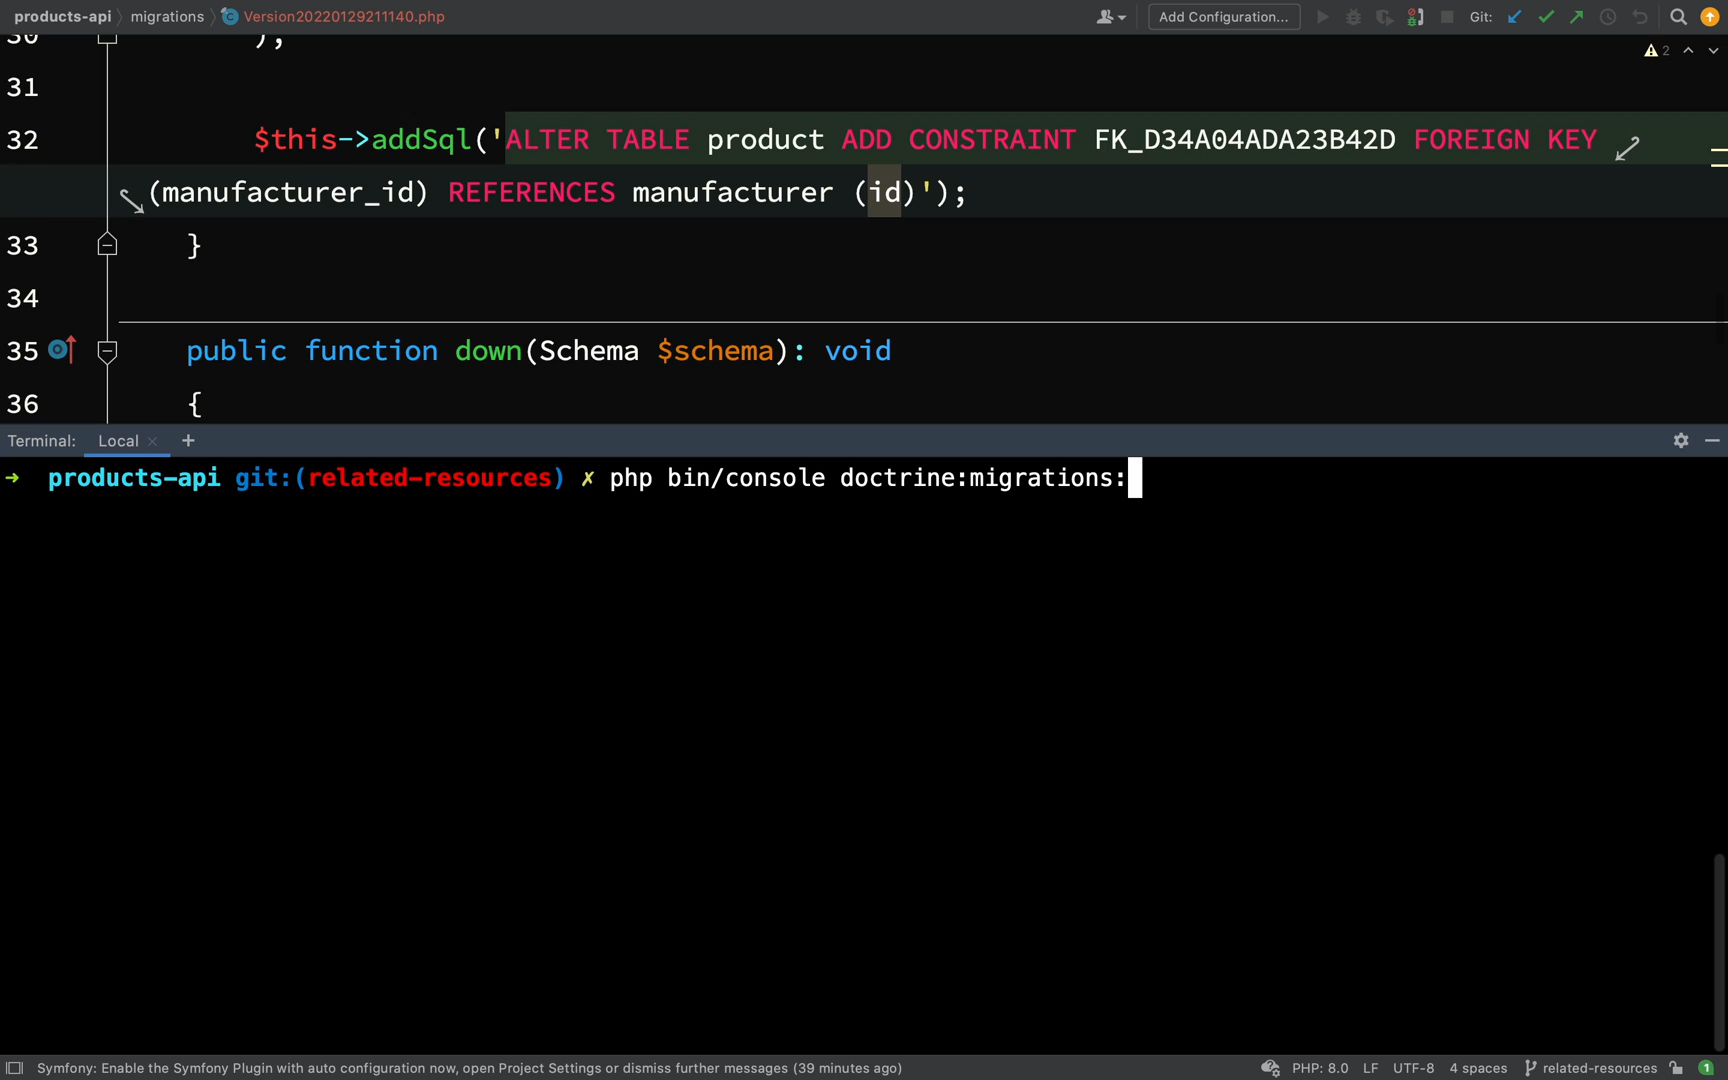 products-api migrations Version20220129211140.php Add Configuration... Git:
30 );
2
31
32 $this->addSql('ALTER TABLE product ADD CONSTRAINT FK_D34A04ADA23B42D FOREIGN KEY
(manufacturer_id) REFERENCES manufacturer (id)');
33 }
34
35 public function down(Schema $schema): void
36 {
Terminal: Local × +
➜ products-api git:(related-resources) ✗ php bin/console doctrine:migrations:
Symfony: Enable the Symfony Plugin with auto configuration now, open Project Settings or dismiss further messages (39 minutes ago) PHP: 8.0 LF UTF-8 4 spaces related-resources 1